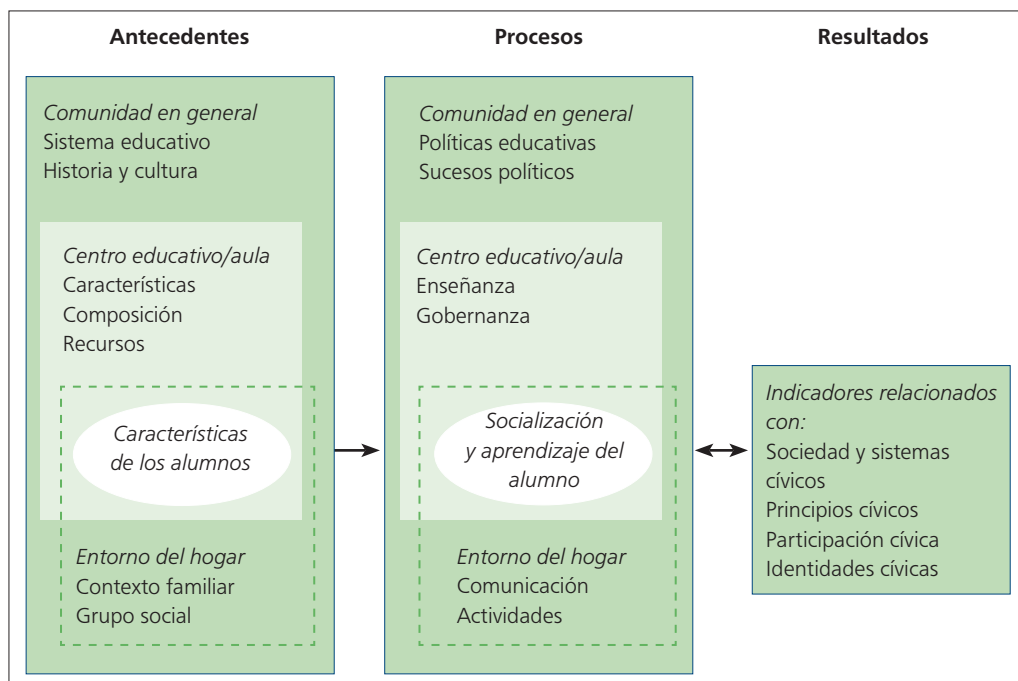 Antecedentes
Procesos
Resultados
Comunidad en general
Sistema educativo
Historia y cultura
Centro educativo/aula
Características
Composición
Recursos
Características
de los alumnos
Entorno del hogar
Contexto familiar
Grupo social
Comunidad en general
Políticas educativas
Sucesos políticos
Centro educativo/aula
Enseñanza
Gobernanza
Socialización
y aprendizaje del
alumno
Entorno del hogar
Comunicación
Actividades
Indicadores relacionados
con:
Sociedad y sistemas
cívicos
Principios cívicos
Participación cívica
Identidades cívicas